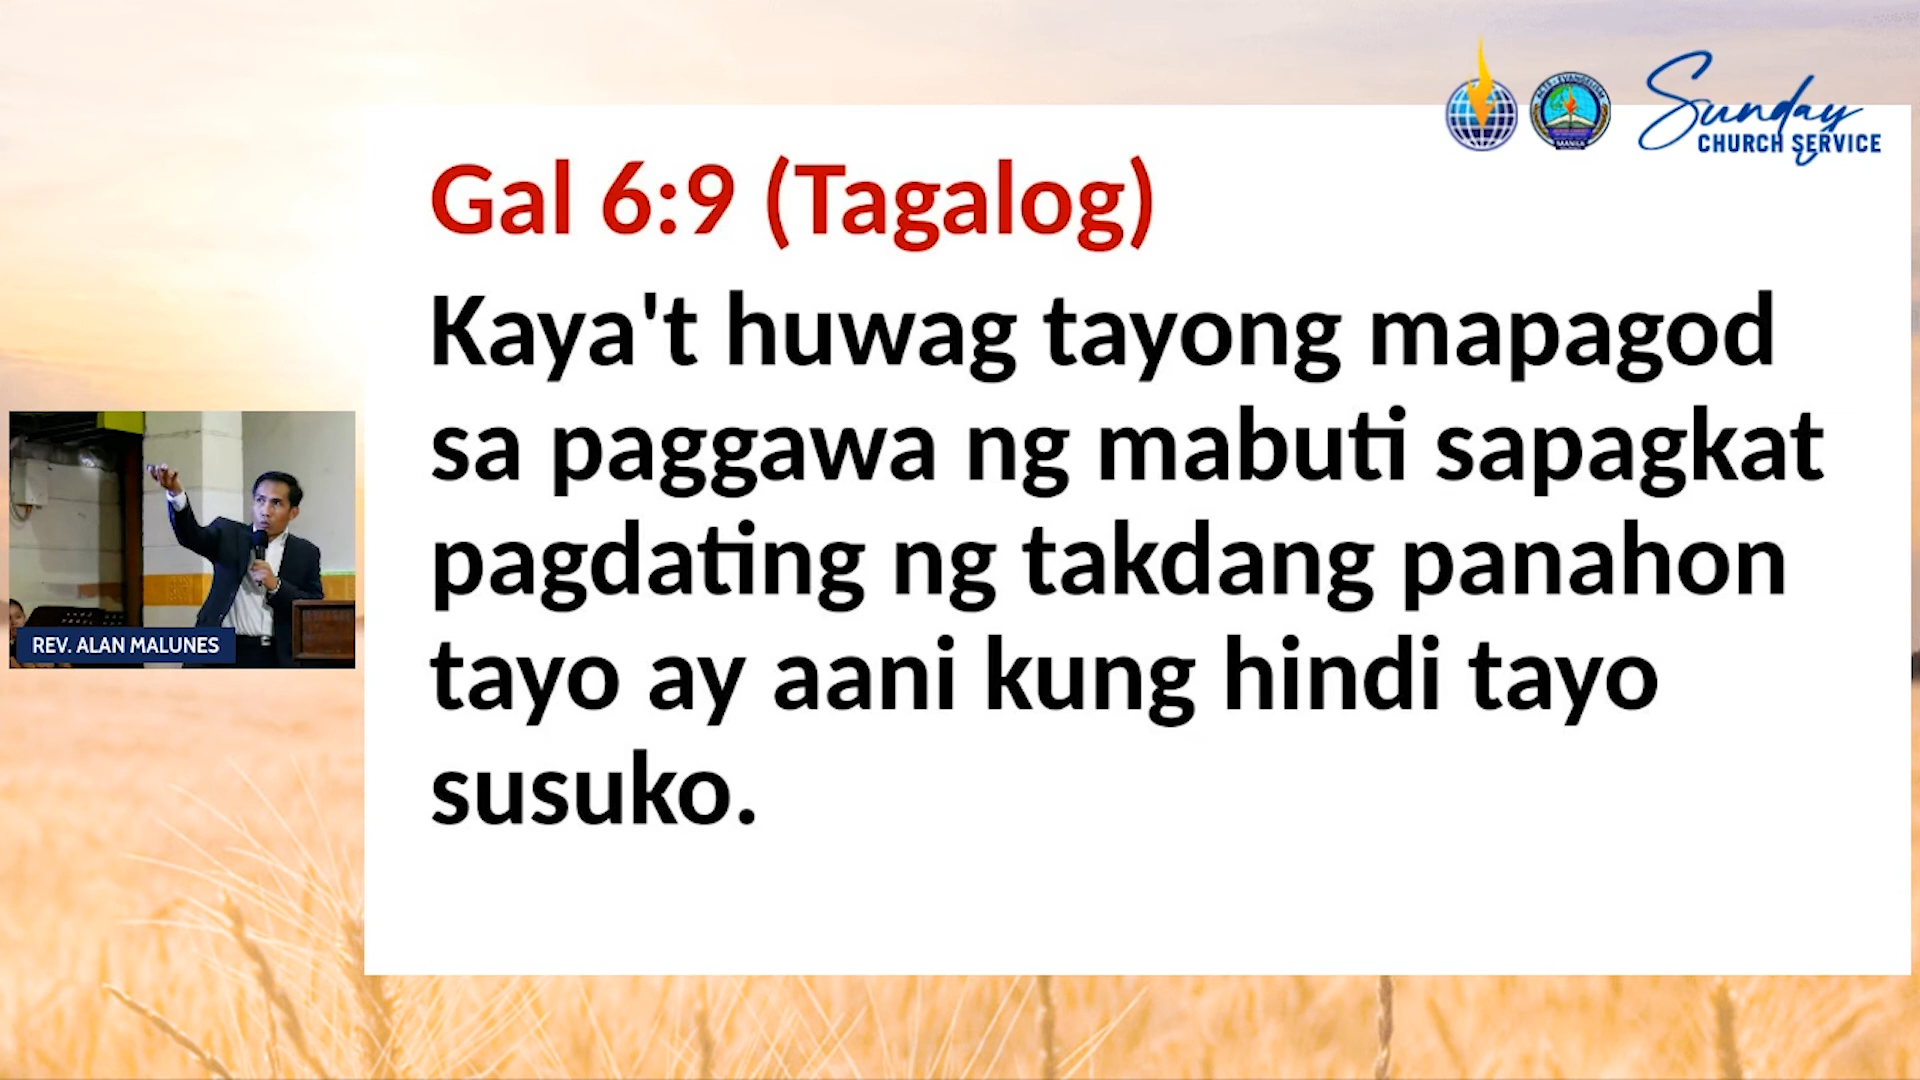 Sunday
CHURCH SERVICE
MANILA
Gal 6:9 (Tagalog)
Kaya't huwag tayong mapagod
sa paggawa ng mabuti sapagkat
pagdating ng takdang panahon
tayo ay aani kung hindi tayo
susuko.
REV. ALAN MALUNES